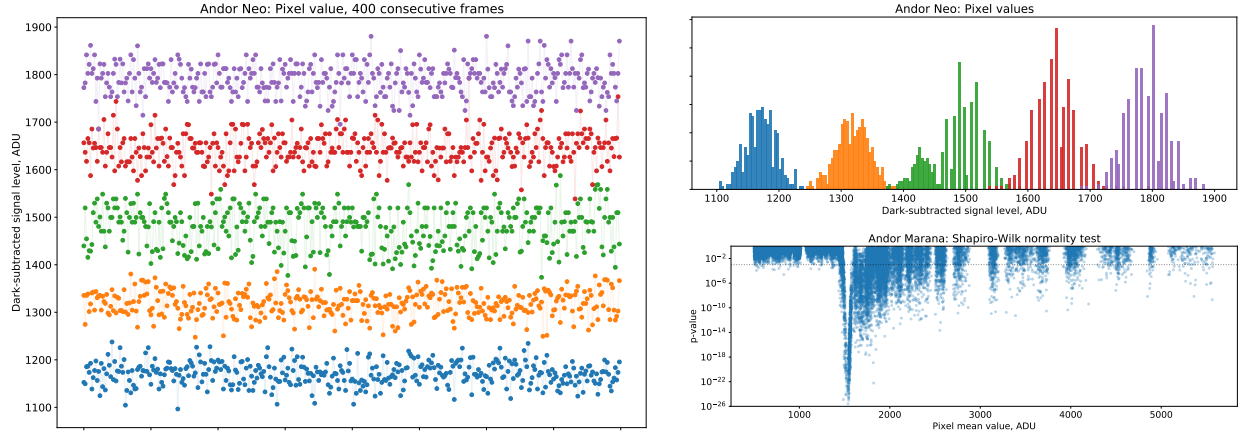 Andor Neo: Pixel value, 400 consecutive frames
Dark-subtracted signal level, ADU
1900
1800
1700
1600
1500
1400
1300
1200
1100
Andor Neo: Pixel values
1100 1200 1300 1400 1500 1600 1700 1800 1900
Dark-subtracted signal level, ADU
Andor Marana: Shapiro-Wilk normality test
p-value
10⁻²
10⁻⁶
10⁻¹⁰
10⁻¹⁴
10⁻¹⁸
10⁻²²
10⁻²⁶
1000 2000 3000 4000 5000
Pixel mean value, ADU